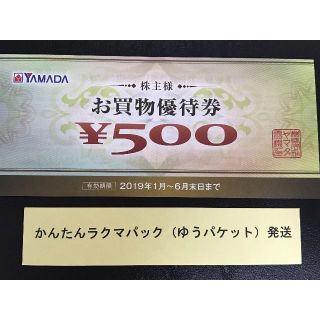 YAMADA
株主様
お買物優待券
¥500
有効期限 2019年1月~6月末日まで
かんたんラクマパック(ゆうパケット)発送